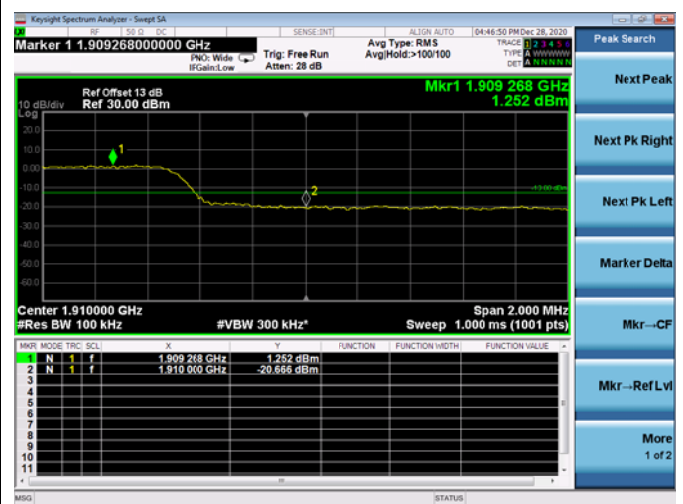 Keysight Spectrum Analyzer - Swept SA
LXI RF 50 Ω DC SENSE:INT ALIGN AUTO 04:46:50 PM Dec 28, 2020
Marker 1 1.909268000000 GHz
PNO: Wide
IFGain:Low
Trig: Free Run
Atten: 28 dB
Avg Type: RMS
Avg|Hold:>100/100
TRACE 1 2 3 4 5 6
TYPE A WWWWW
DET A N N N N N
Peak Search
Next Peak
Next Pk Right
Next Pk Left
Marker Delta
Mkr→CF
Mkr→Ref Lvl
More
1 of 2
Ref Offset 13 dB
10 dB/div Ref 30.00 dBm
Log
Mkr1 1.909 268 GHz
1.252 dBm
20.0
1
0.00
-10.0
-13.00 dBm
2
-20.0
-30.0
-40.0
-50.0
-60.0
Center 1.910000 GHz Span 2.000 MHz
#Res BW 100 kHz #VBW 300 kHz* Sweep 1.000 ms (1001 pts)
MKR MODE TRC SCL X Y FUNCTION FUNCTION WIDTH FUNCTION VALUE
1 N 1 f 1.909 268 GHz 1.252 dBm
2 N 1 f 1.910 000 GHz -20.666 dBm
3
4
5
6
7
8
9
10
11
MSG STATUS